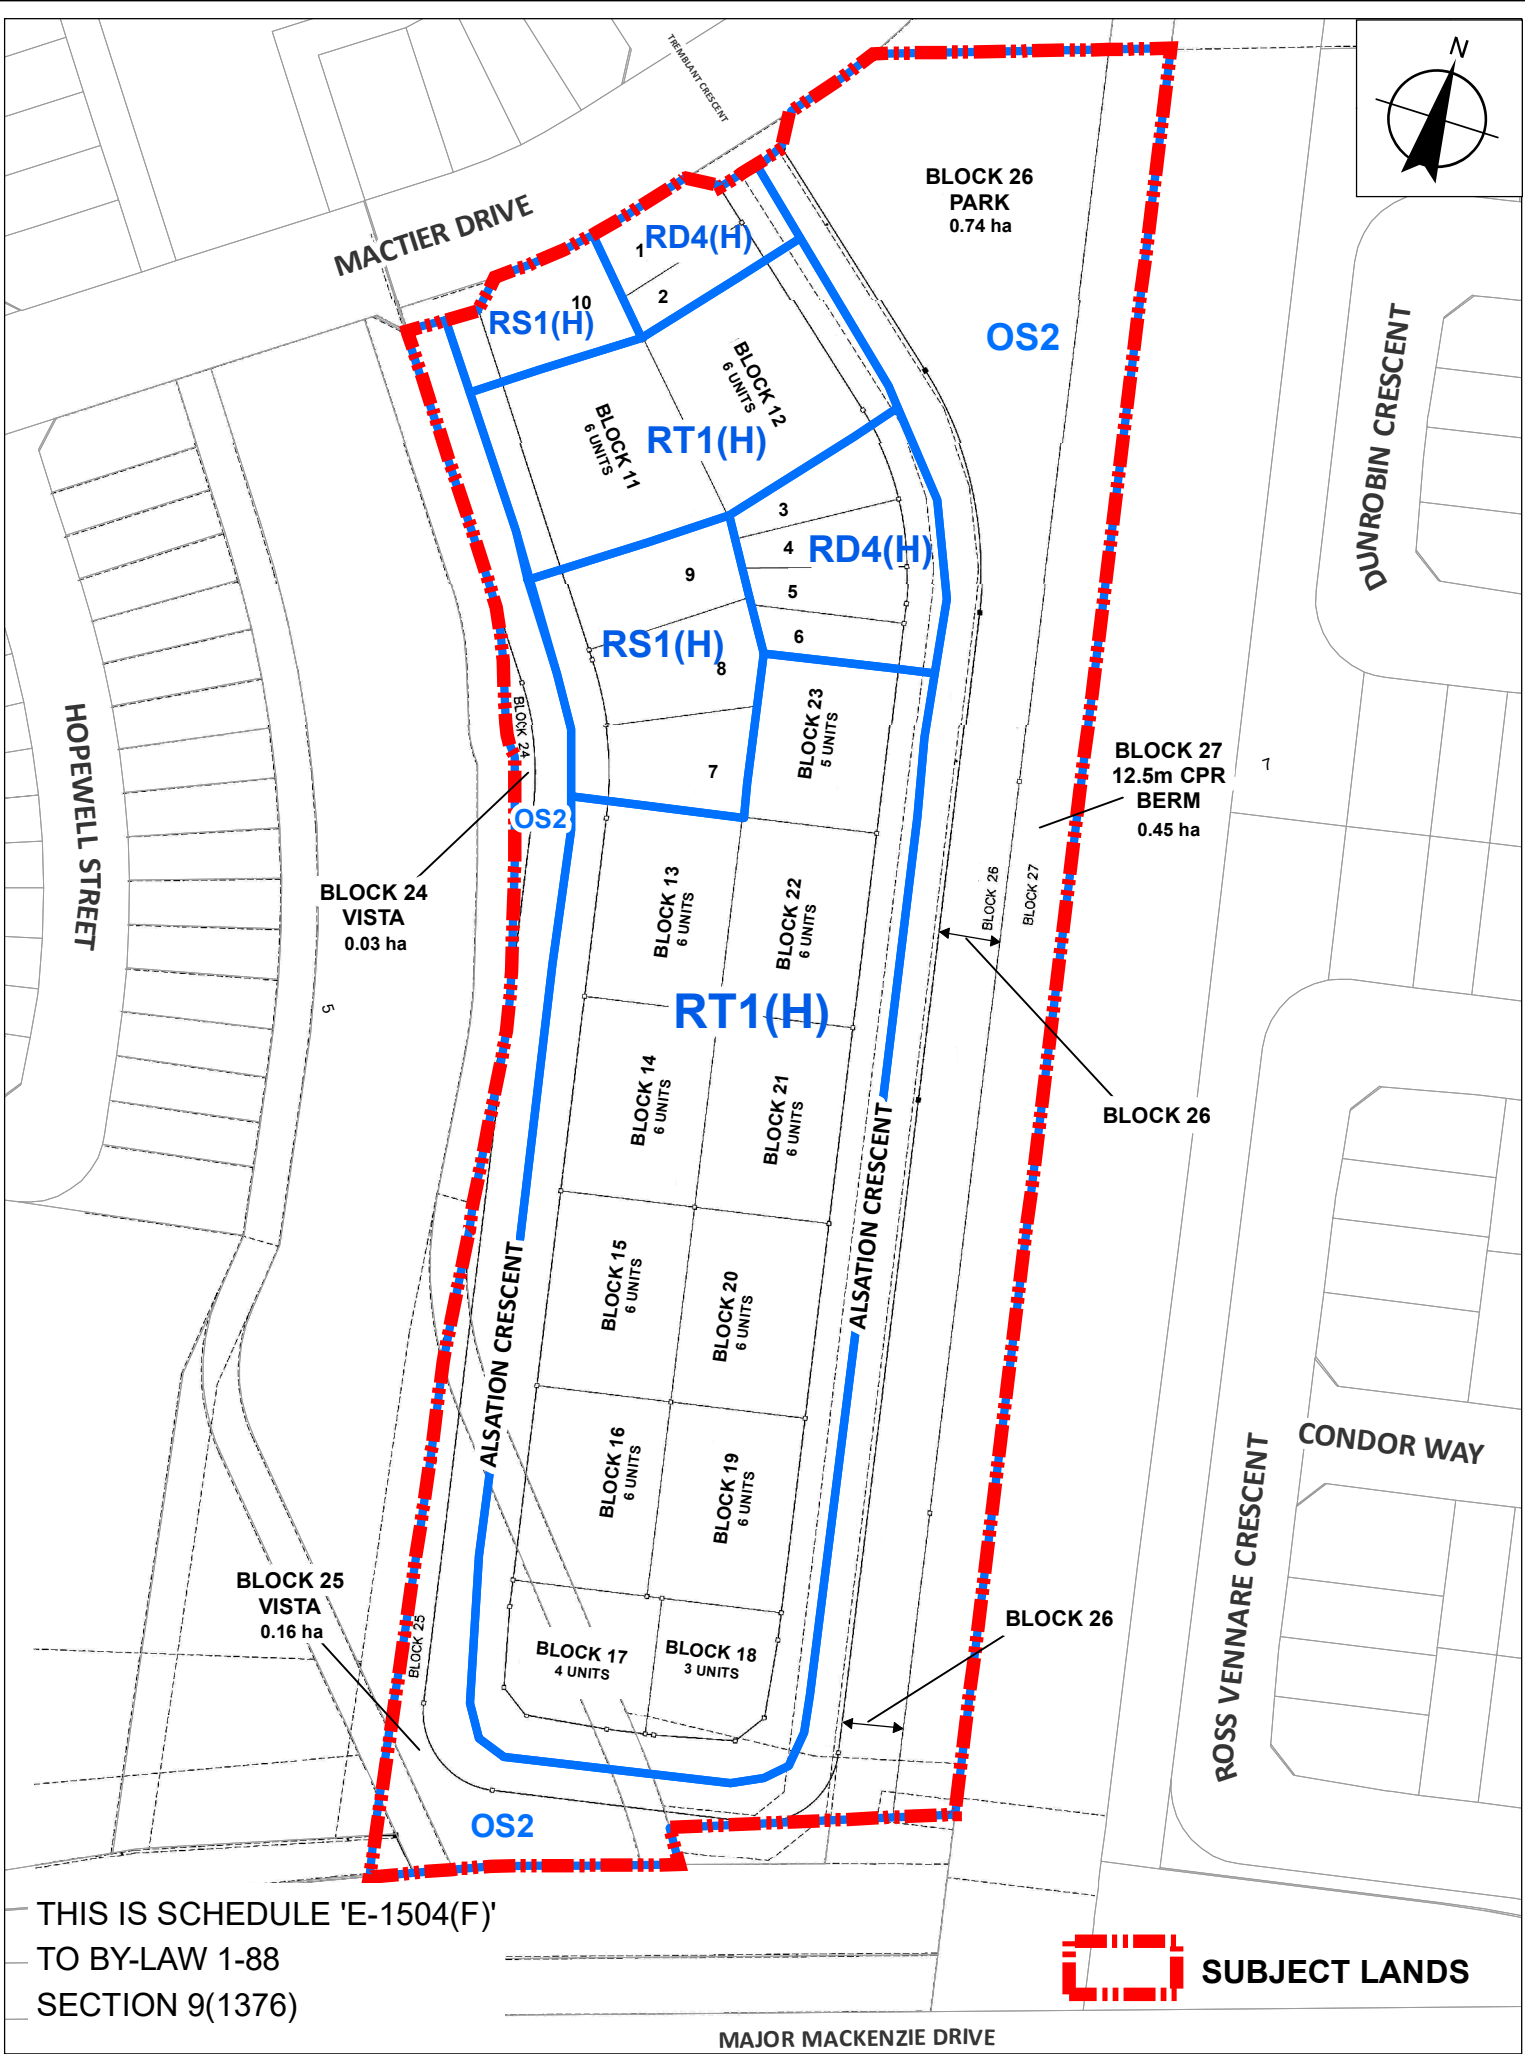 N
TREMBLANT CRESCENT
MACTIER DRIVE
BLOCK 26
PARK
0.74 ha
1
RD4(H)
2
10
RS1(H)
OS2
DUNROBIN CRESCENT
BLOCK 12
6 UNITS
BLOCK 11
6 UNITS
RT1(H)
3
4
RD4(H)
5
6
9
RS1(H)
8
7
BLOCK 23
5 UNITS
HOPEWELL STREET
BLOCK 24
OS2
BLOCK 24
VISTA
0.03 ha
5
BLOCK 27
12.5m CPR
BERM
0.45 ha
7
BLOCK 13
6 UNITS
BLOCK 22
6 UNITS
BLOCK 26
BLOCK 27
RT1(H)
BLOCK 14
6 UNITS
BLOCK 21
6 UNITS
BLOCK 26
ALSATION CRESCENT
BLOCK 15
6 UNITS
BLOCK 20
6 UNITS
ALSATION CRESCENT
BLOCK 16
6 UNITS
BLOCK 19
6 UNITS
CONDOR WAY
ROSS VENNARE CRESCENT
BLOCK 25
VISTA
0.16 ha
BLOCK 25
BLOCK 17
4 UNITS
BLOCK 18
3 UNITS
BLOCK 26
OS2
THIS IS SCHEDULE 'E-1504(F)'
TO BY-LAW 1-88
SECTION 9(1376)
SUBJECT LANDS
MAJOR MACKENZIE DRIVE